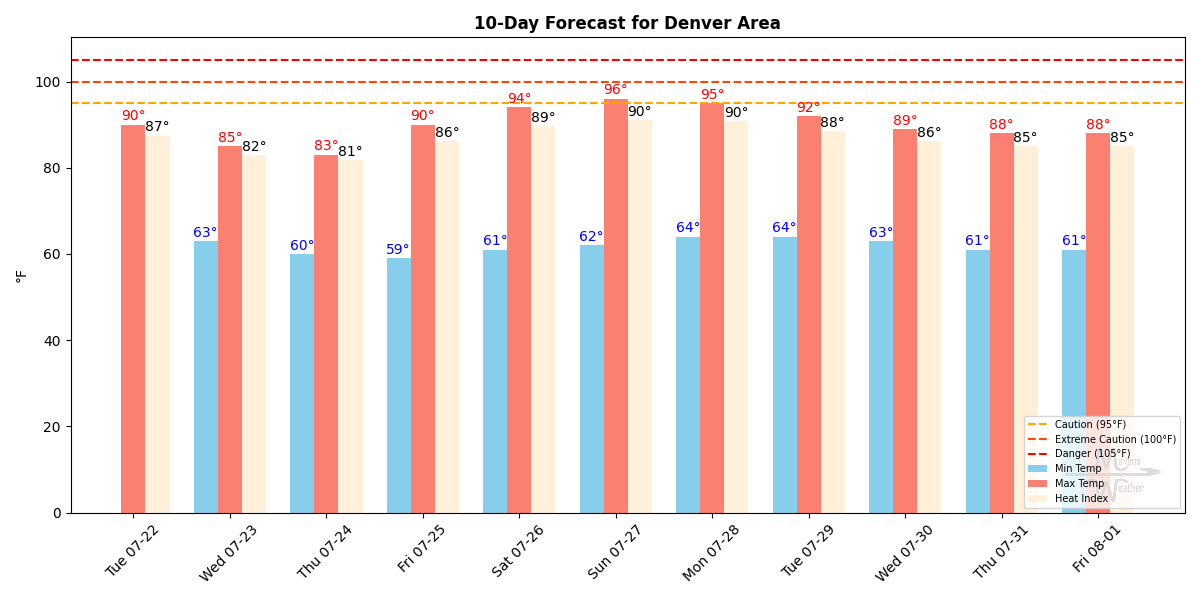 10-Day Forecast for Denver Area
°F
100
80
60
40
20
0
90° 87°
63° 85° 82°
60° 83° 81°
59° 90° 86°
61° 94° 89°
62° 96° 90°
64° 95° 90°
64° 92° 88°
63° 89° 86°
61° 88° 85°
61° 88° 85°
Tue 07-22
Wed 07-23
Thu 07-24
Fri 07-25
Sat 07-26
Sun 07-27
Mon 07-28
Tue 07-29
Wed 07-30
Thu 07-31
Fri 08-01
Caution (95°F)
Extreme Caution (100°F)
Danger (105°F)
Min Temp
Max Temp
Heat Index